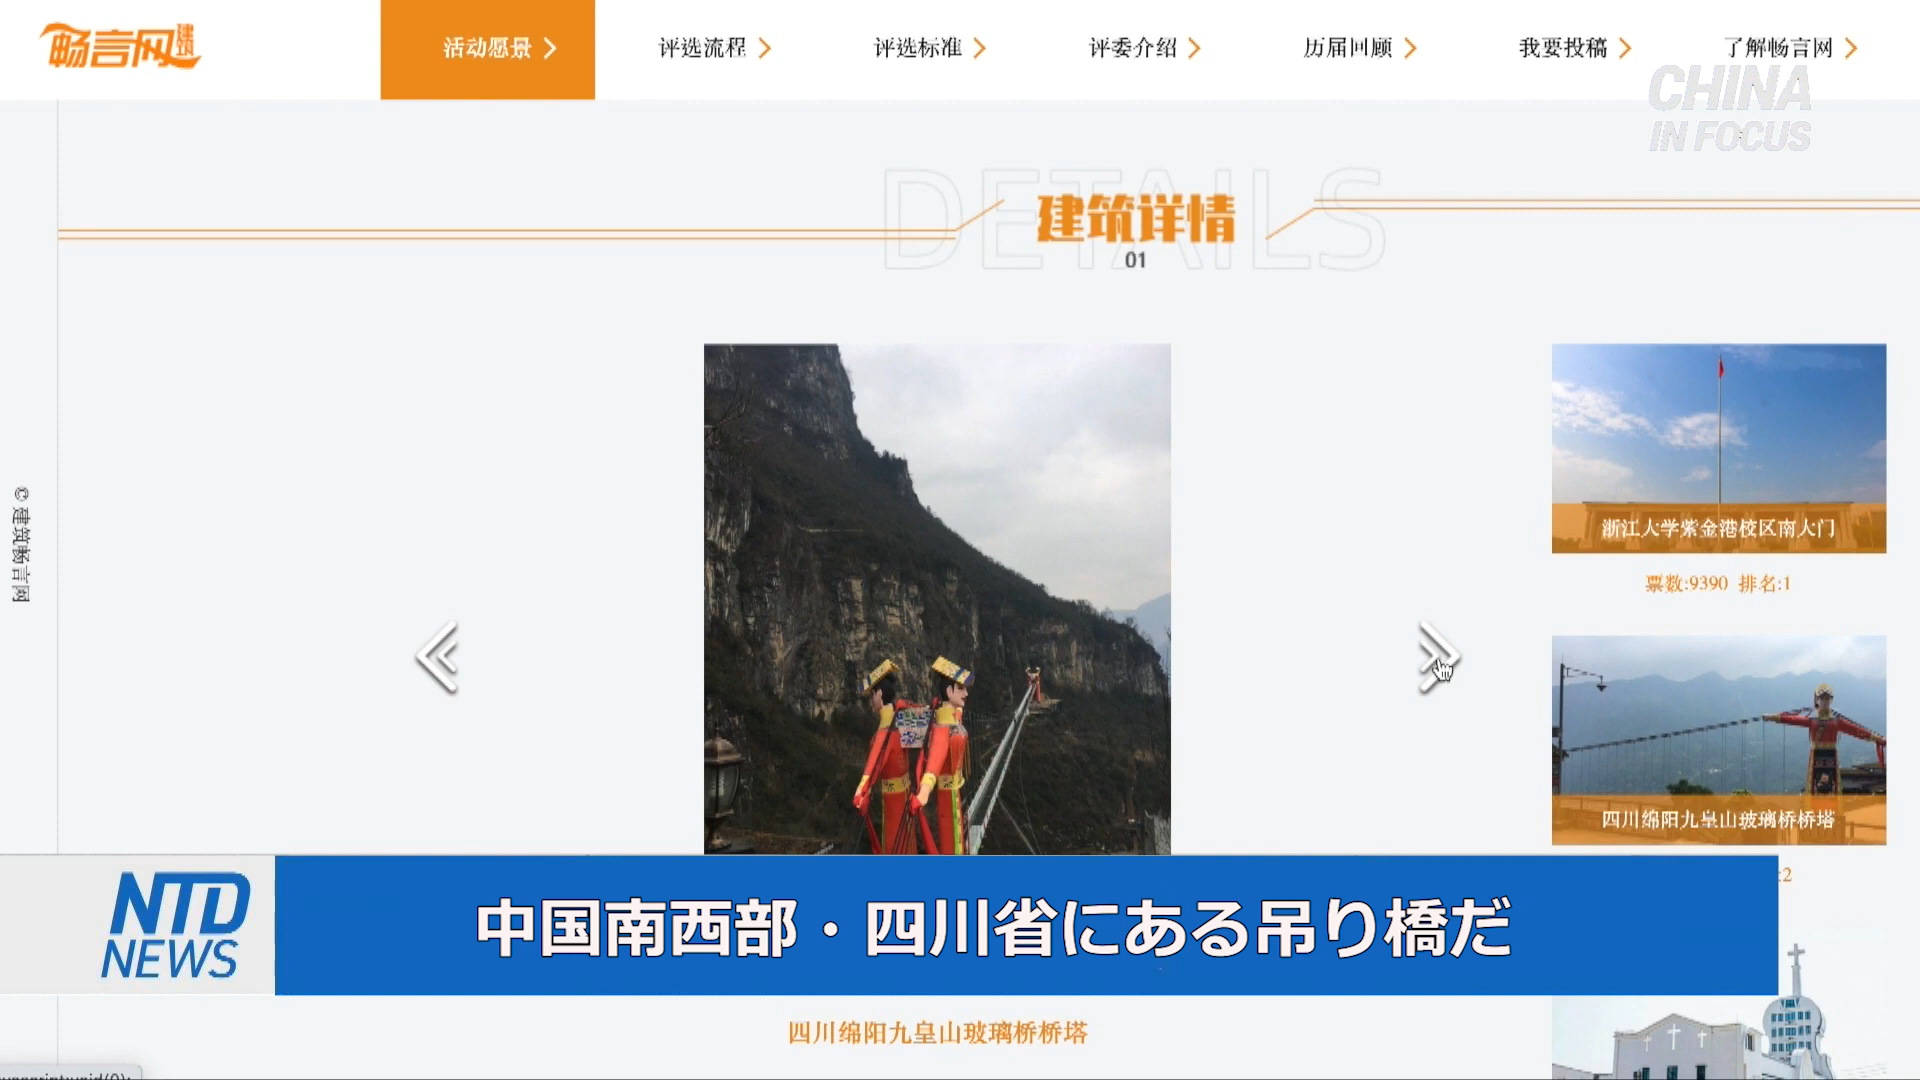 畅言网建筑
活动愿景
评选流程
评选标准
评委介绍
历届回顾
我要投稿
了解畅言网
CHINA
IN FOCUS
DETAILS
建筑详情
01
© 建筑畅言网
浙江大学紫金港校区南大门
票数:9390 排名:1
四川绵阳九皇山玻璃桥桥塔
:2
NTD
NEWS
中国南西部・四川省にある吊り橋だ
四川绵阳九皇山玻璃桥桥塔